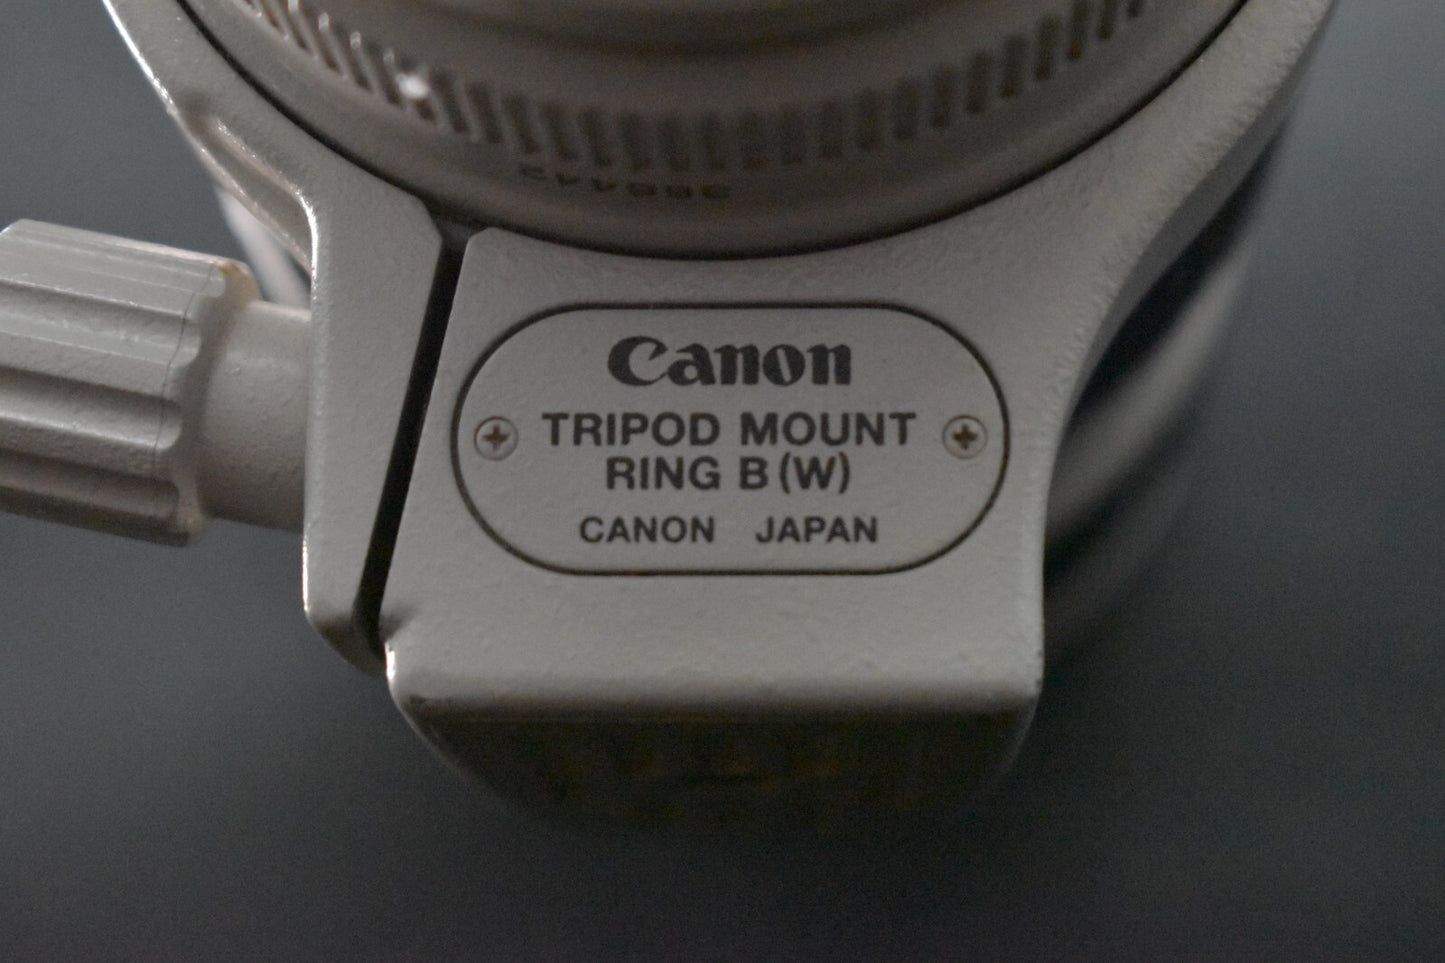 Canon
TRIPOD MOUNT
RING B (W)
CANON JAPAN